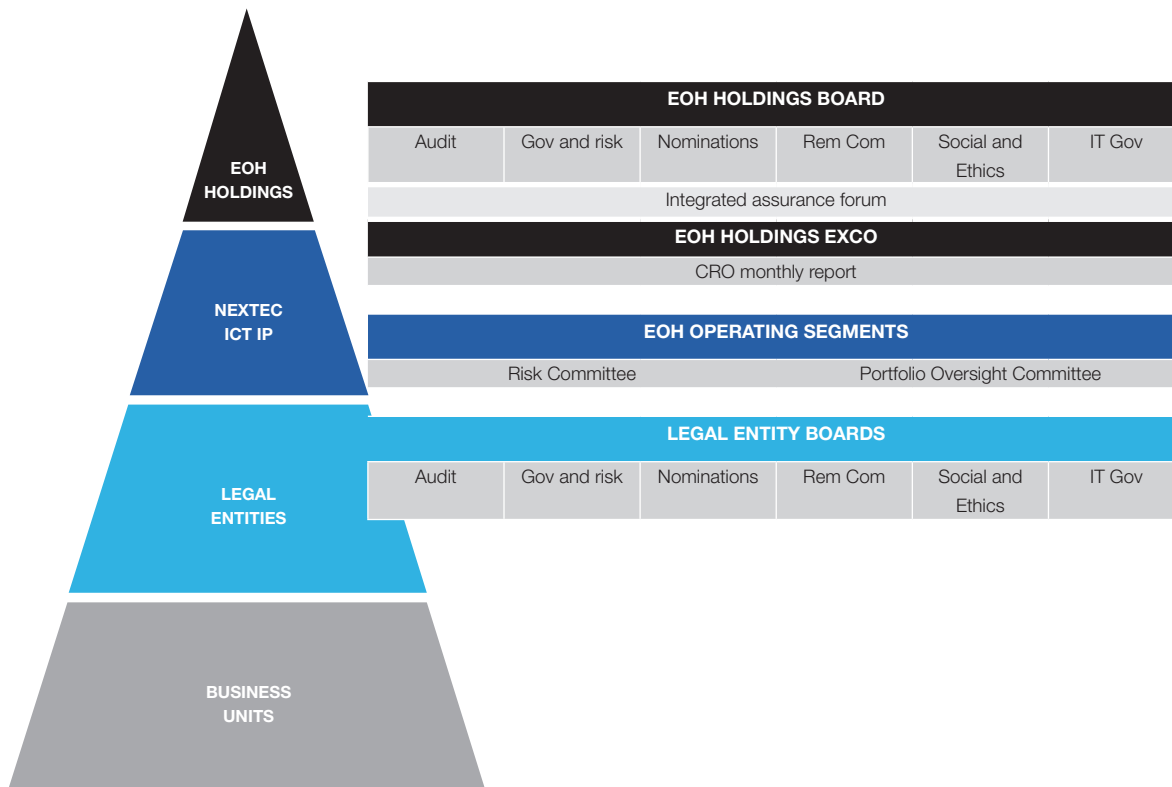 EOH
HOLDINGS
NEXTEC
ICT IP
LEGAL
ENTITIES
BUSINESS
UNITS
EOH HOLDINGS BOARD
Audit Gov and risk Nominations Rem Com Social and Ethics IT Gov
Integrated assurance forum
EOH HOLDINGS EXCO
CRO monthly report
EOH OPERATING SEGMENTS
Risk Committee Portfolio Oversight Committee
LEGAL ENTITY BOARDS
Audit Gov and risk Nominations Rem Com Social and Ethics IT Gov